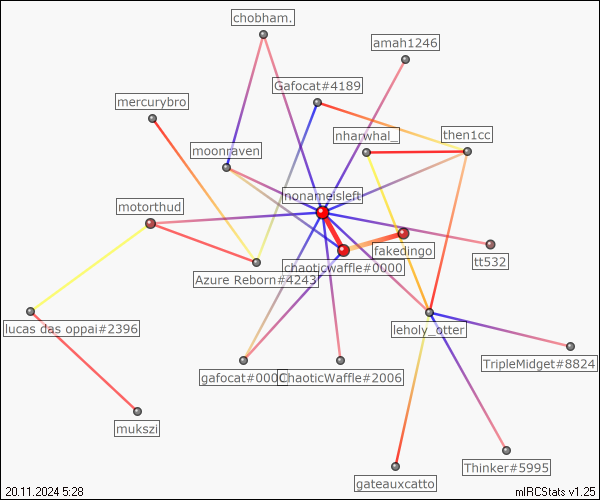 chobham.
amah1246
Gafocat#4189
mercurybro
nharwhal_
then1cc
moonraven
nonameisleft
motorthud
fakedingo
tt532
chaoticwaffle#0000
Azure Reborn#4243
lucas das oppai#2396
leholy_otter
TripleMidget#8824
gafocat#0000
ChaoticWaffle#2006
mukszi
Thinker#5995
gateauxcatto
20.11.2024 5:28
mIRCStats v1.25